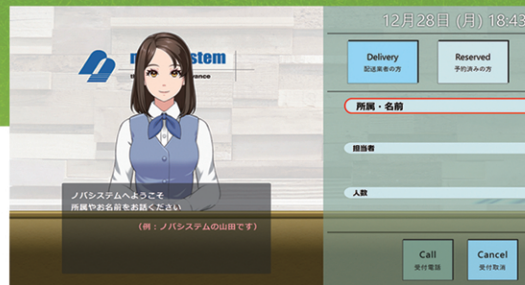 12月28日 (月) 18:43
Delivery
配送業者の方
Reserved
予約済みの方
所属・名前
担当者
人数
ノバシステムへようこそ
所属やお名前をお話ください
(例：ノバシステムの山田です)
Call
受付電話
Cancel
受付取消